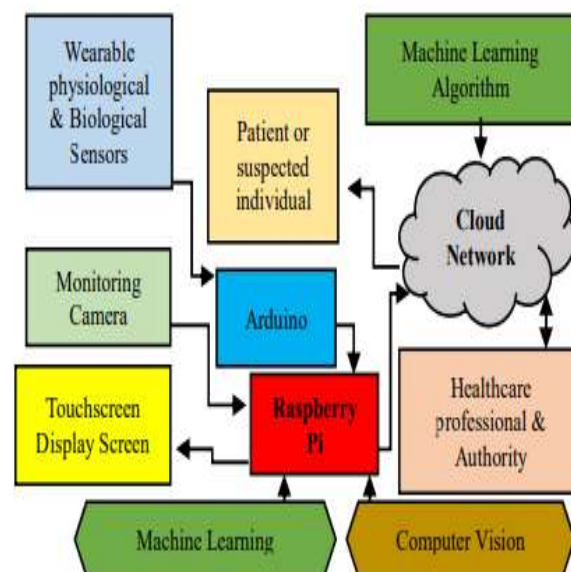 Wearable
physiological
& Biological
Sensors
Machine Learning
Algorithm
Patient or
suspected
individual
Cloud
Network
Monitoring
Camera
Arduino
Touchscreen
Display Screen
Raspberry
Pi
Healthcare
professional &
Authority
Machine Learning
Computer Vision